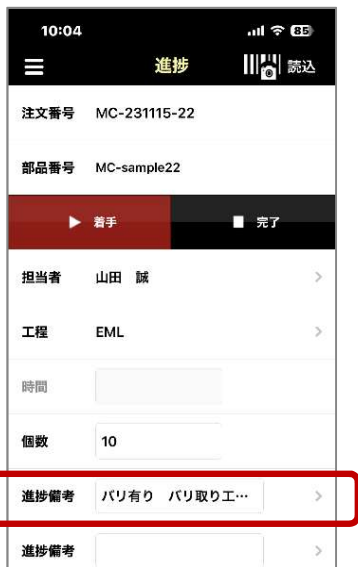 10:04 85
進捗 読込
注文番号 MC-231115-22
部品番号 MC-sample22
着手 完了
担当者 山田 誠
工程 EML
時間
個数 10
進捗備考 バリ有り バリ取り工…
進捗備考